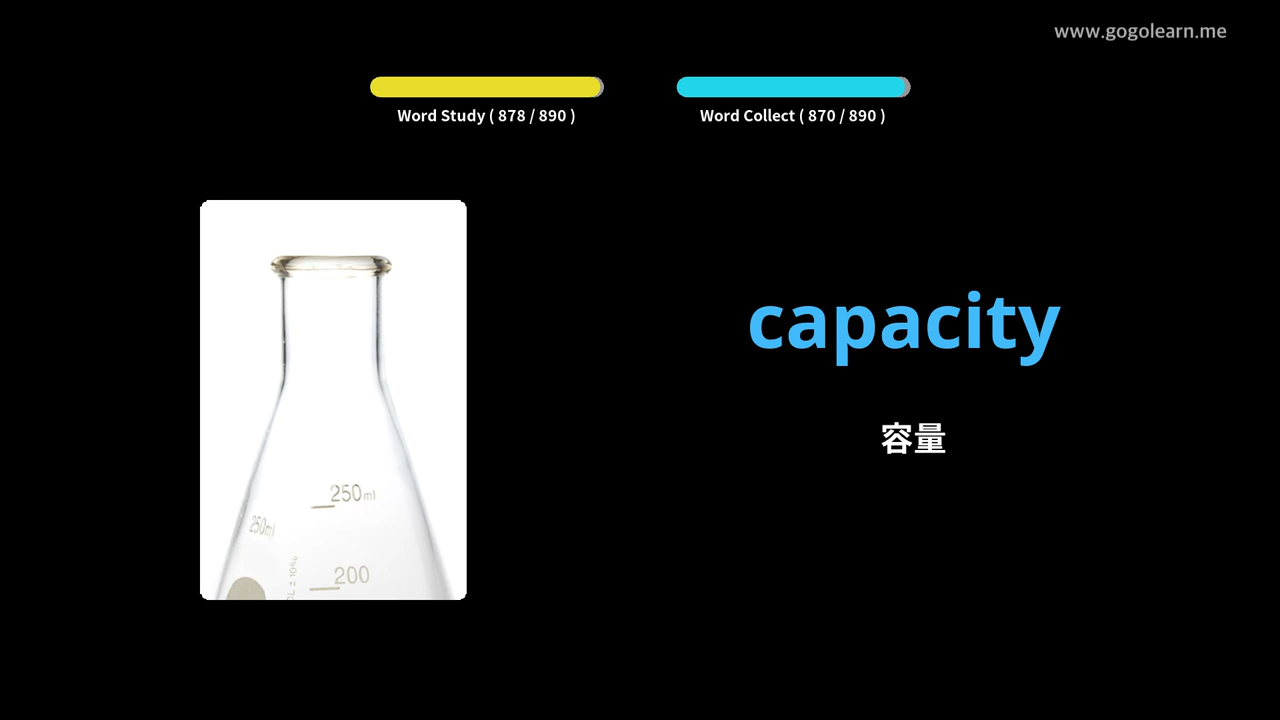 www.gogolearn.me
Word Study ( 878 / 890 )
Word Collect ( 870 / 890 )
capacity
容量
250ml
250ml
200